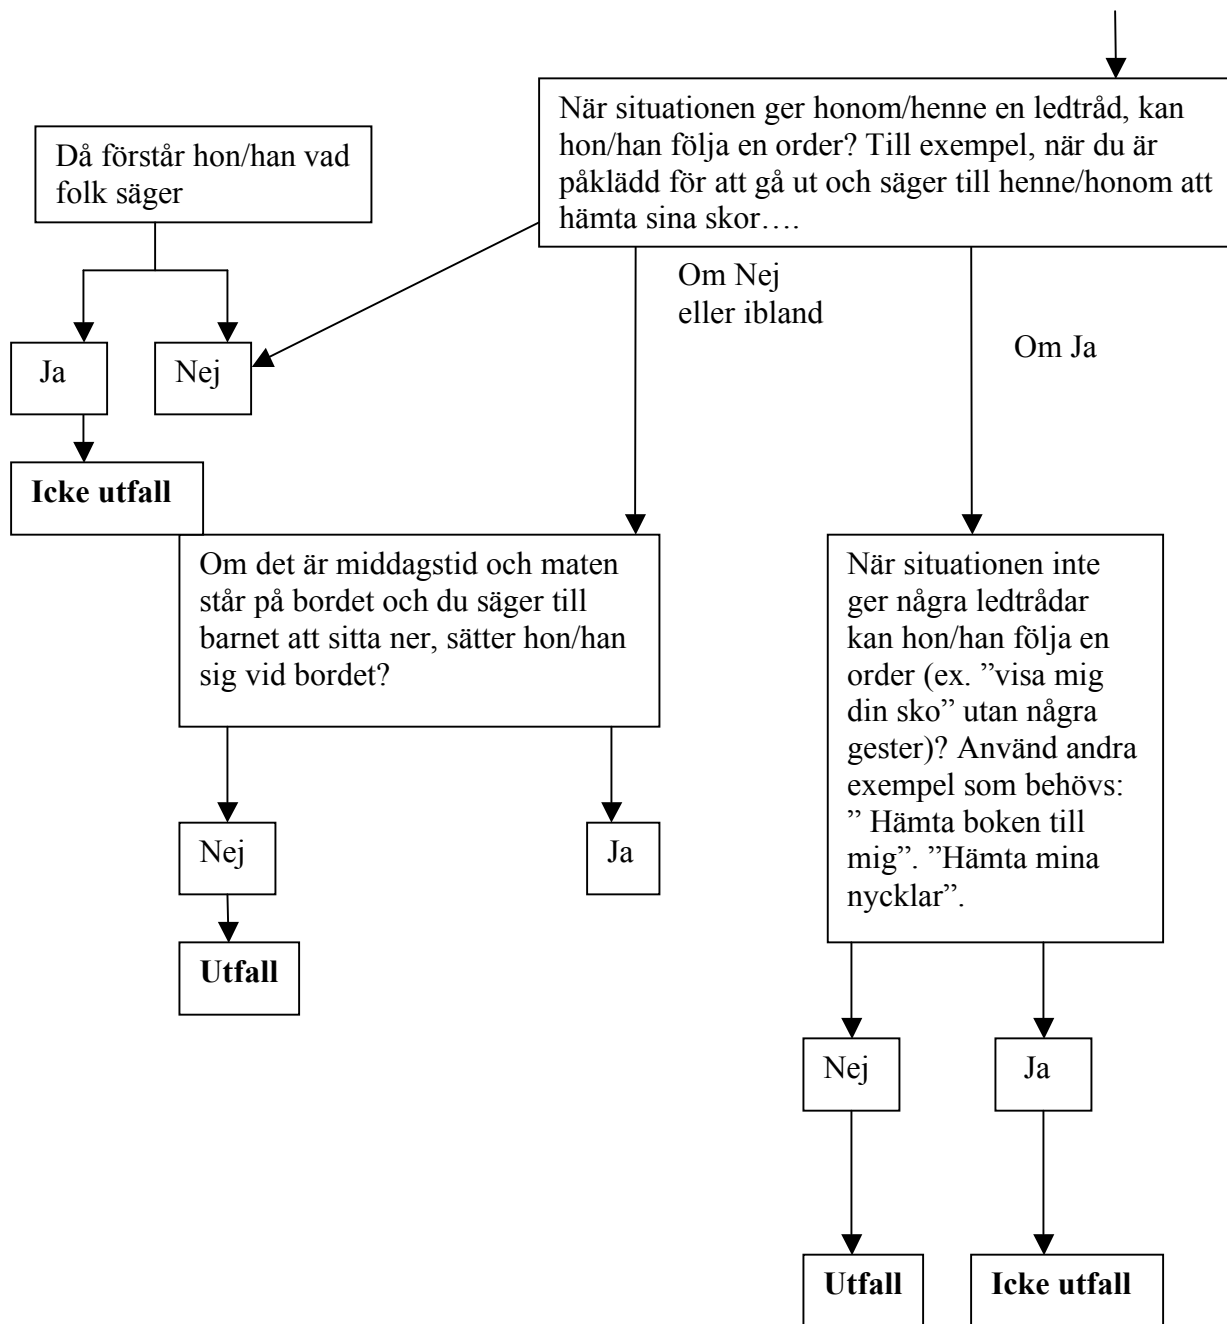 Då förstår hon/han vad
folk säger
Ja
Nej
Icke utfall
När situationen ger honom/henne en ledtråd, kan
hon/han följa en order? Till exempel, när du är
påklädd för att gå ut och säger till henne/honom att
hämta sina skor….
Om Nej
eller ibland
Om Ja
Om det är middagstid och maten
står på bordet och du säger till
barnet att sitta ner, sätter hon/han
sig vid bordet?
Nej
Ja
Utfall
När situationen inte
ger några ledtrådar
kan hon/han följa en
order (ex. ”visa mig
din sko” utan några
gester)? Använd andra
exempel som behövs:
” Hämta boken till
mig”. ”Hämta mina
nycklar”.
Nej
Ja
Utfall
Icke utfall